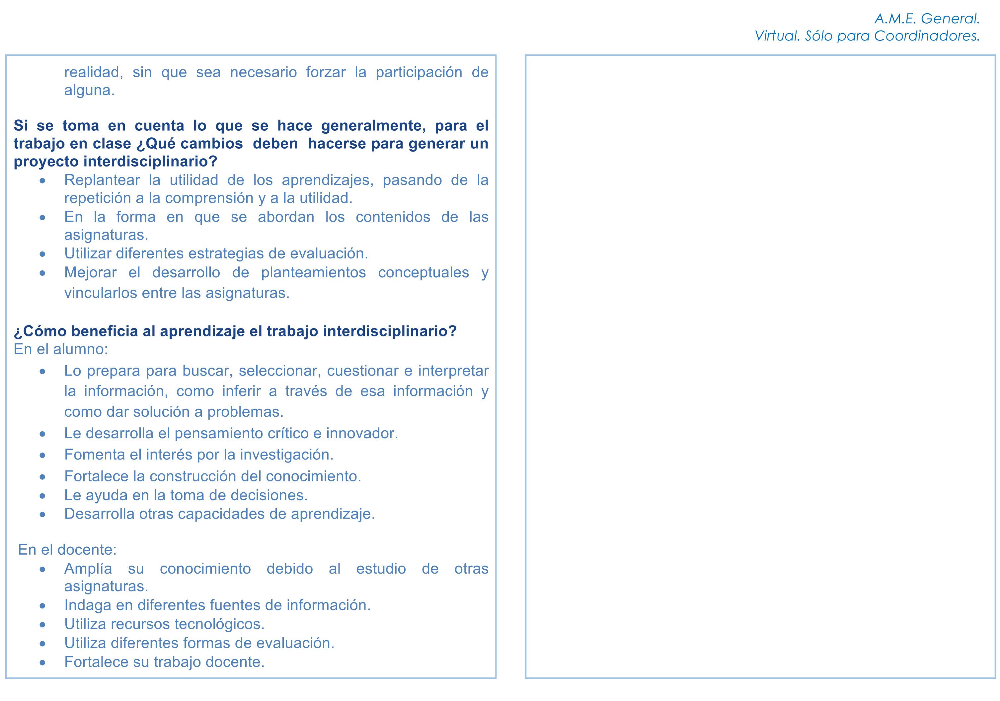 A.M.E. General.
Virtual. Sólo para Coordinadores.
realidad, sin que sea necesario forzar la participación de
alguna.
Si se toma en cuenta lo que se hace generalmente, para el
trabajo en clase ¿Qué cambios  deben  hacerse para generar un
proyecto interdisciplinario?
• Replantear la utilidad de los aprendizajes, pasando de la
repetición a la comprensión y a la utilidad.
• En la forma en que se abordan los contenidos de las
asignaturas.
• Utilizar diferentes estrategias de evaluación.
• Mejorar el desarrollo de planteamientos conceptuales y
vincularlos entre las asignaturas.
¿Cómo beneficia al aprendizaje el trabajo interdisciplinario?
En el alumno:
• Lo prepara para buscar, seleccionar, cuestionar e interpretar
la información, como inferir a través de esa información y
como dar solución a problemas.
• Le desarrolla el pensamiento crítico e innovador.
• Fomenta el interés por la investigación.
• Fortalece la construcción del conocimiento.
• Le ayuda en la toma de decisiones.
• Desarrolla otras capacidades de aprendizaje.
En el docente:
• Amplía su conocimiento debido al estudio de otras
asignaturas.
• Indaga en diferentes fuentes de información.
• Utiliza recursos tecnológicos.
• Utiliza diferentes formas de evaluación.
• Fortalece su trabajo docente.